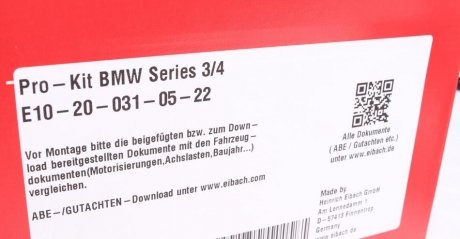 Pro-Kit BMW Series 3/4
E10-20-031-05-22
Vor Montage bitte die beigefügten bzw. zum Down-
load bereitgestellten Dokumente mit den Fahrzeug-
dokumenten(Motorisierungen,Achslasten,Baujahr...)
vergleichen.
ABE-/GUTACHTEN-Download unter www.eibach.com
Alle Dokumente
( ABE / Gutachten etc.)
unter www.eibach.de
Made by
Heinrich Eibach GmbH
Am Lennedamm 1
D-57413 Finnentrop
Germany
www.eibach.de